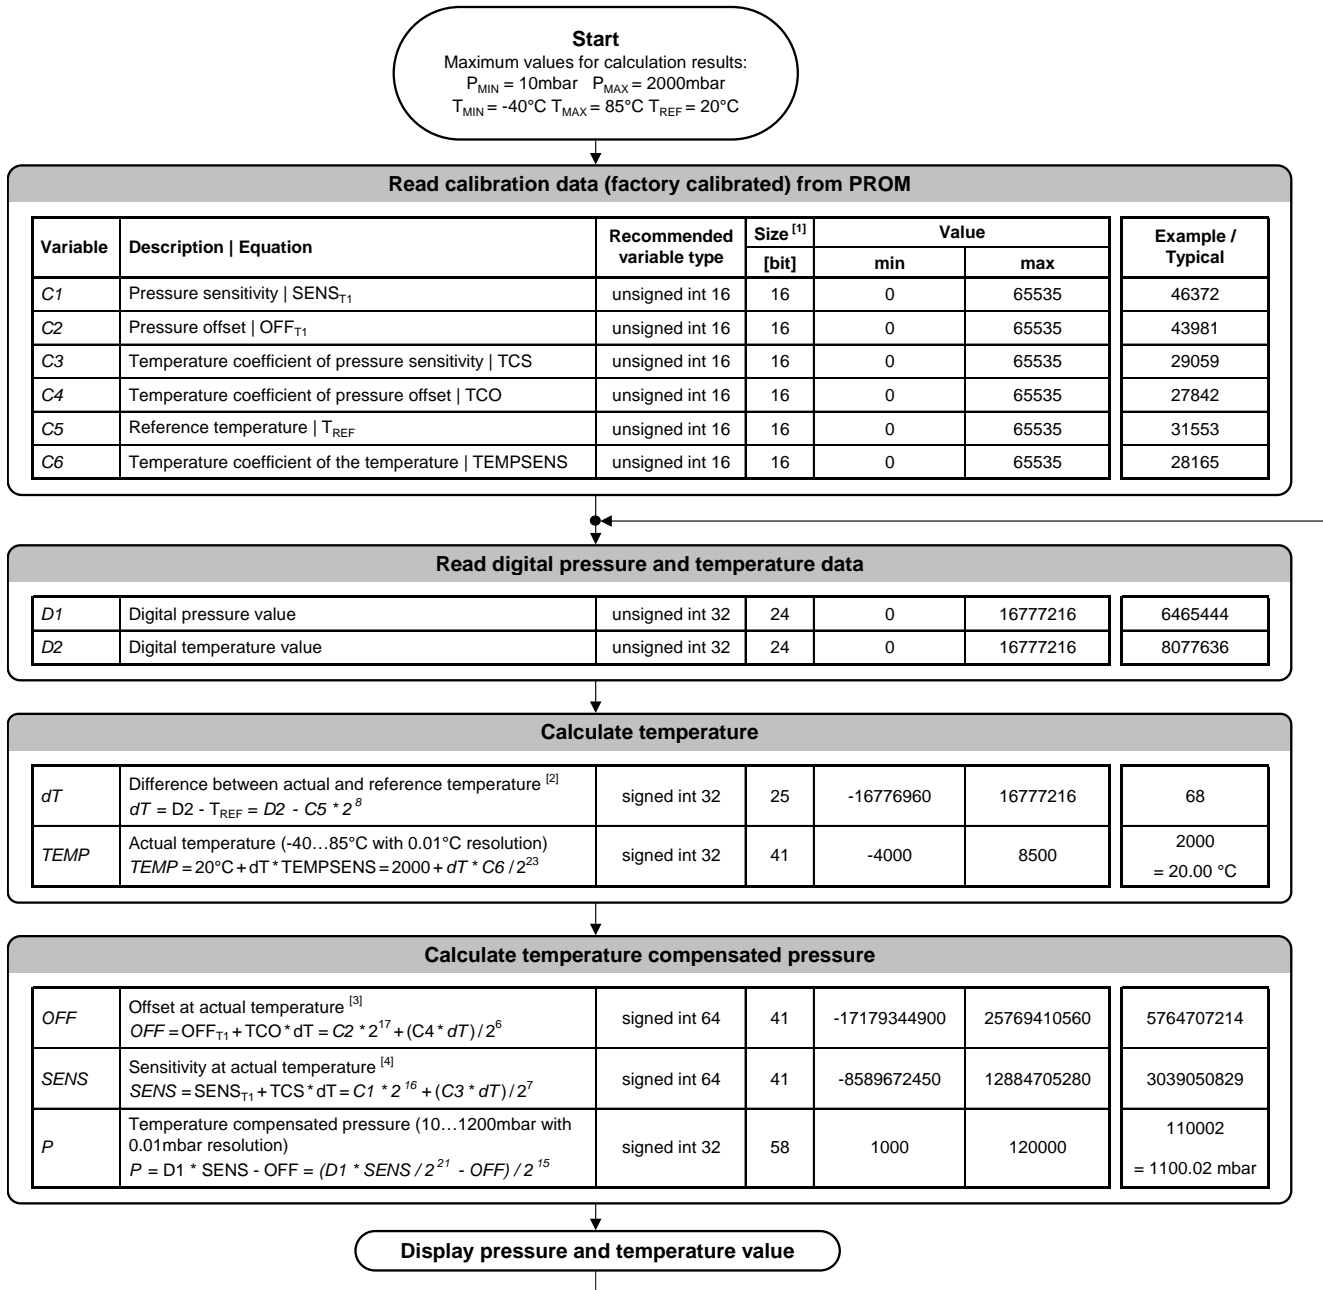 Start
Maximum values for calculation results:
P_MIN = 10mbar P_MAX = 2000mbar
T_MIN = -40°C T_MAX = 85°C T_REF = 20°C
Read calibration data (factory calibrated) from PROM
Variable Description | Equation Recommended variable type Size [1] [bit] Value min max Example / Typical
C1 Pressure sensitivity | SENS_T1 unsigned int 16 16 0 65535 46372
C2 Pressure offset | OFF_T1 unsigned int 16 16 0 65535 43981
C3 Temperature coefficient of pressure sensitivity | TCS unsigned int 16 16 0 65535 29059
C4 Temperature coefficient of pressure offset | TCO unsigned int 16 16 0 65535 27842
C5 Reference temperature | T_REF unsigned int 16 16 0 65535 31553
C6 Temperature coefficient of the temperature | TEMPSENS unsigned int 16 16 0 65535 28165
Read digital pressure and temperature data
D1 Digital pressure value unsigned int 32 24 0 16777216 6465444
D2 Digital temperature value unsigned int 32 24 0 16777216 8077636
Calculate temperature
dT Difference between actual and reference temperature [2]
dT = D2 - T_REF = D2 - C5 * 2^8 signed int 32 25 -16776960 16777216 68
TEMP Actual temperature (-40…85°C with 0.01°C resolution)
TEMP = 20°C + dT * TEMPSENS = 2000 + dT * C6 / 2^23 signed int 32 41 -4000 8500 2000
= 20.00 °C
Calculate temperature compensated pressure
OFF Offset at actual temperature [3]
OFF = OFF_T1 + TCO * dT = C2 * 2^17 + (C4 * dT) / 2^6 signed int 64 41 -17179344900 25769410560 5764707214
SENS Sensitivity at actual temperature [4]
SENS = SENS_T1 + TCS * dT = C1 * 2^16 + (C3 * dT) / 2^7 signed int 64 41 -8589672450 12884705280 3039050829
P Temperature compensated pressure (10…1200mbar with
0.01mbar resolution)
P = D1 * SENS - OFF = (D1 * SENS / 2^21 - OFF) / 2^15 signed int 32 58 1000 120000 110002
= 1100.02 mbar
Display pressure and temperature value